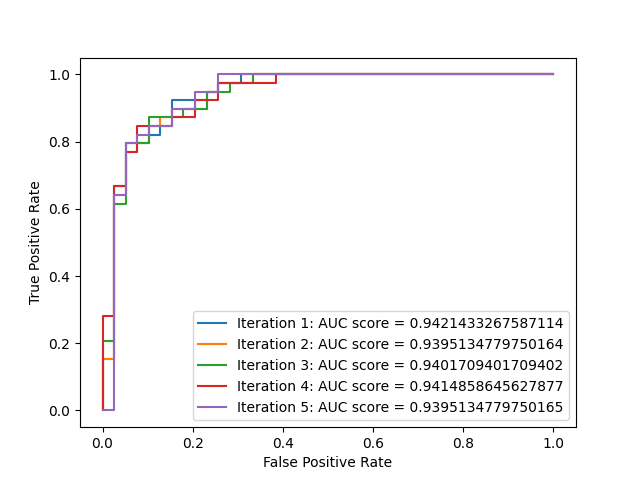 1.0
0.8
0.6
0.4
0.2
0.0
True Positive Rate
Iteration 1: AUC score = 0.9421433267587114
Iteration 2: AUC score = 0.9395134779750164
Iteration 3: AUC score = 0.9401709401709402
Iteration 4: AUC score = 0.9414858645627877
Iteration 5: AUC score = 0.9395134779750165
0.0 0.2 0.4 0.6 0.8 1.0
False Positive Rate